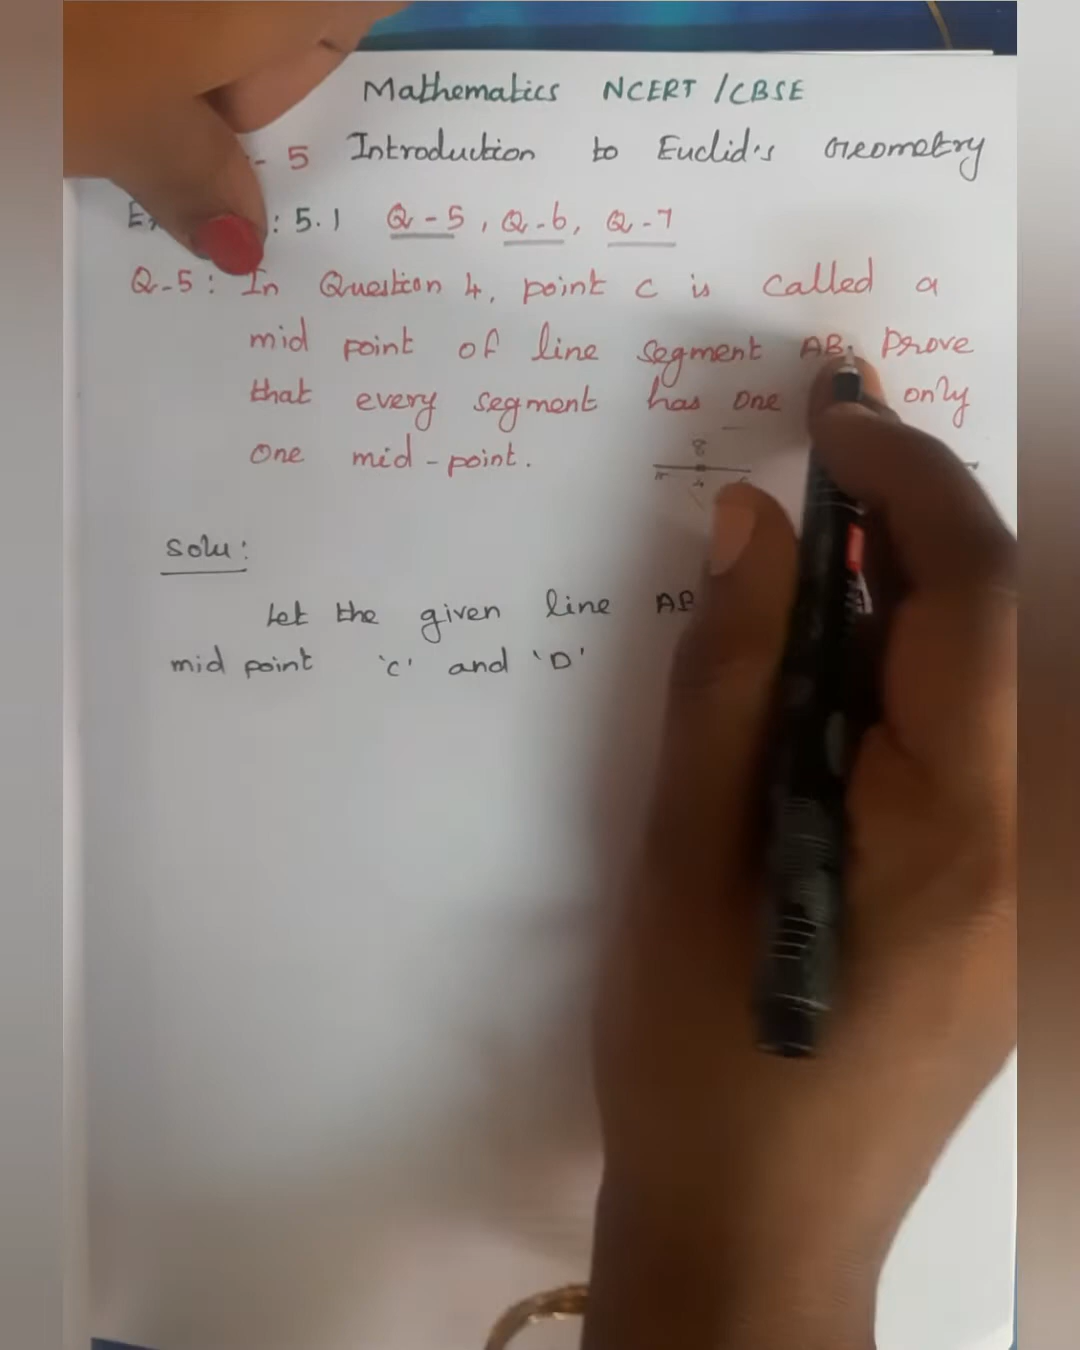 Mathematics NCERT / CBSE
- 5 Introduction to Euclid's Geometry
: 5.1 Q-5, Q-6, Q-7
Q-5: In Question 4, point c is called a
mid point of line segment AB. Prove
that every segment has one only
one mid-point.
8
4
Solu:
Let the given line AB
mid point 'C' and 'D'